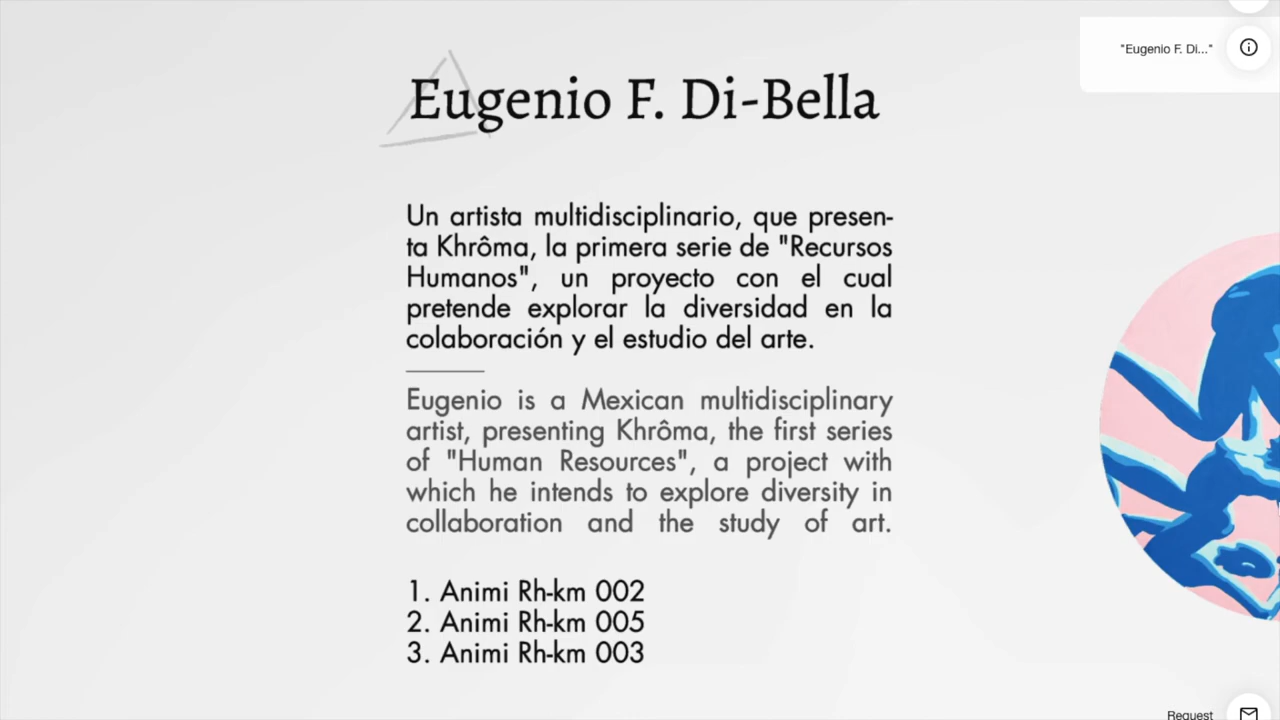 "Eugenio F. Di..."
Eugenio F. Di-Bella
Un artista multidisciplinario, que presen-
ta Khrôma, la primera serie de "Recursos
Humanos", un proyecto con el cual
pretende explorar la diversidad en la
colaboración y el estudio del arte.
Eugenio is a Mexican multidisciplinary
artist, presenting Khrôma, the first series
of "Human Resources", a project with
which he intends to explore diversity in
collaboration and the study of art.
1. Animi Rh-km 002
2. Animi Rh-km 005
3. Animi Rh-km 003
Request